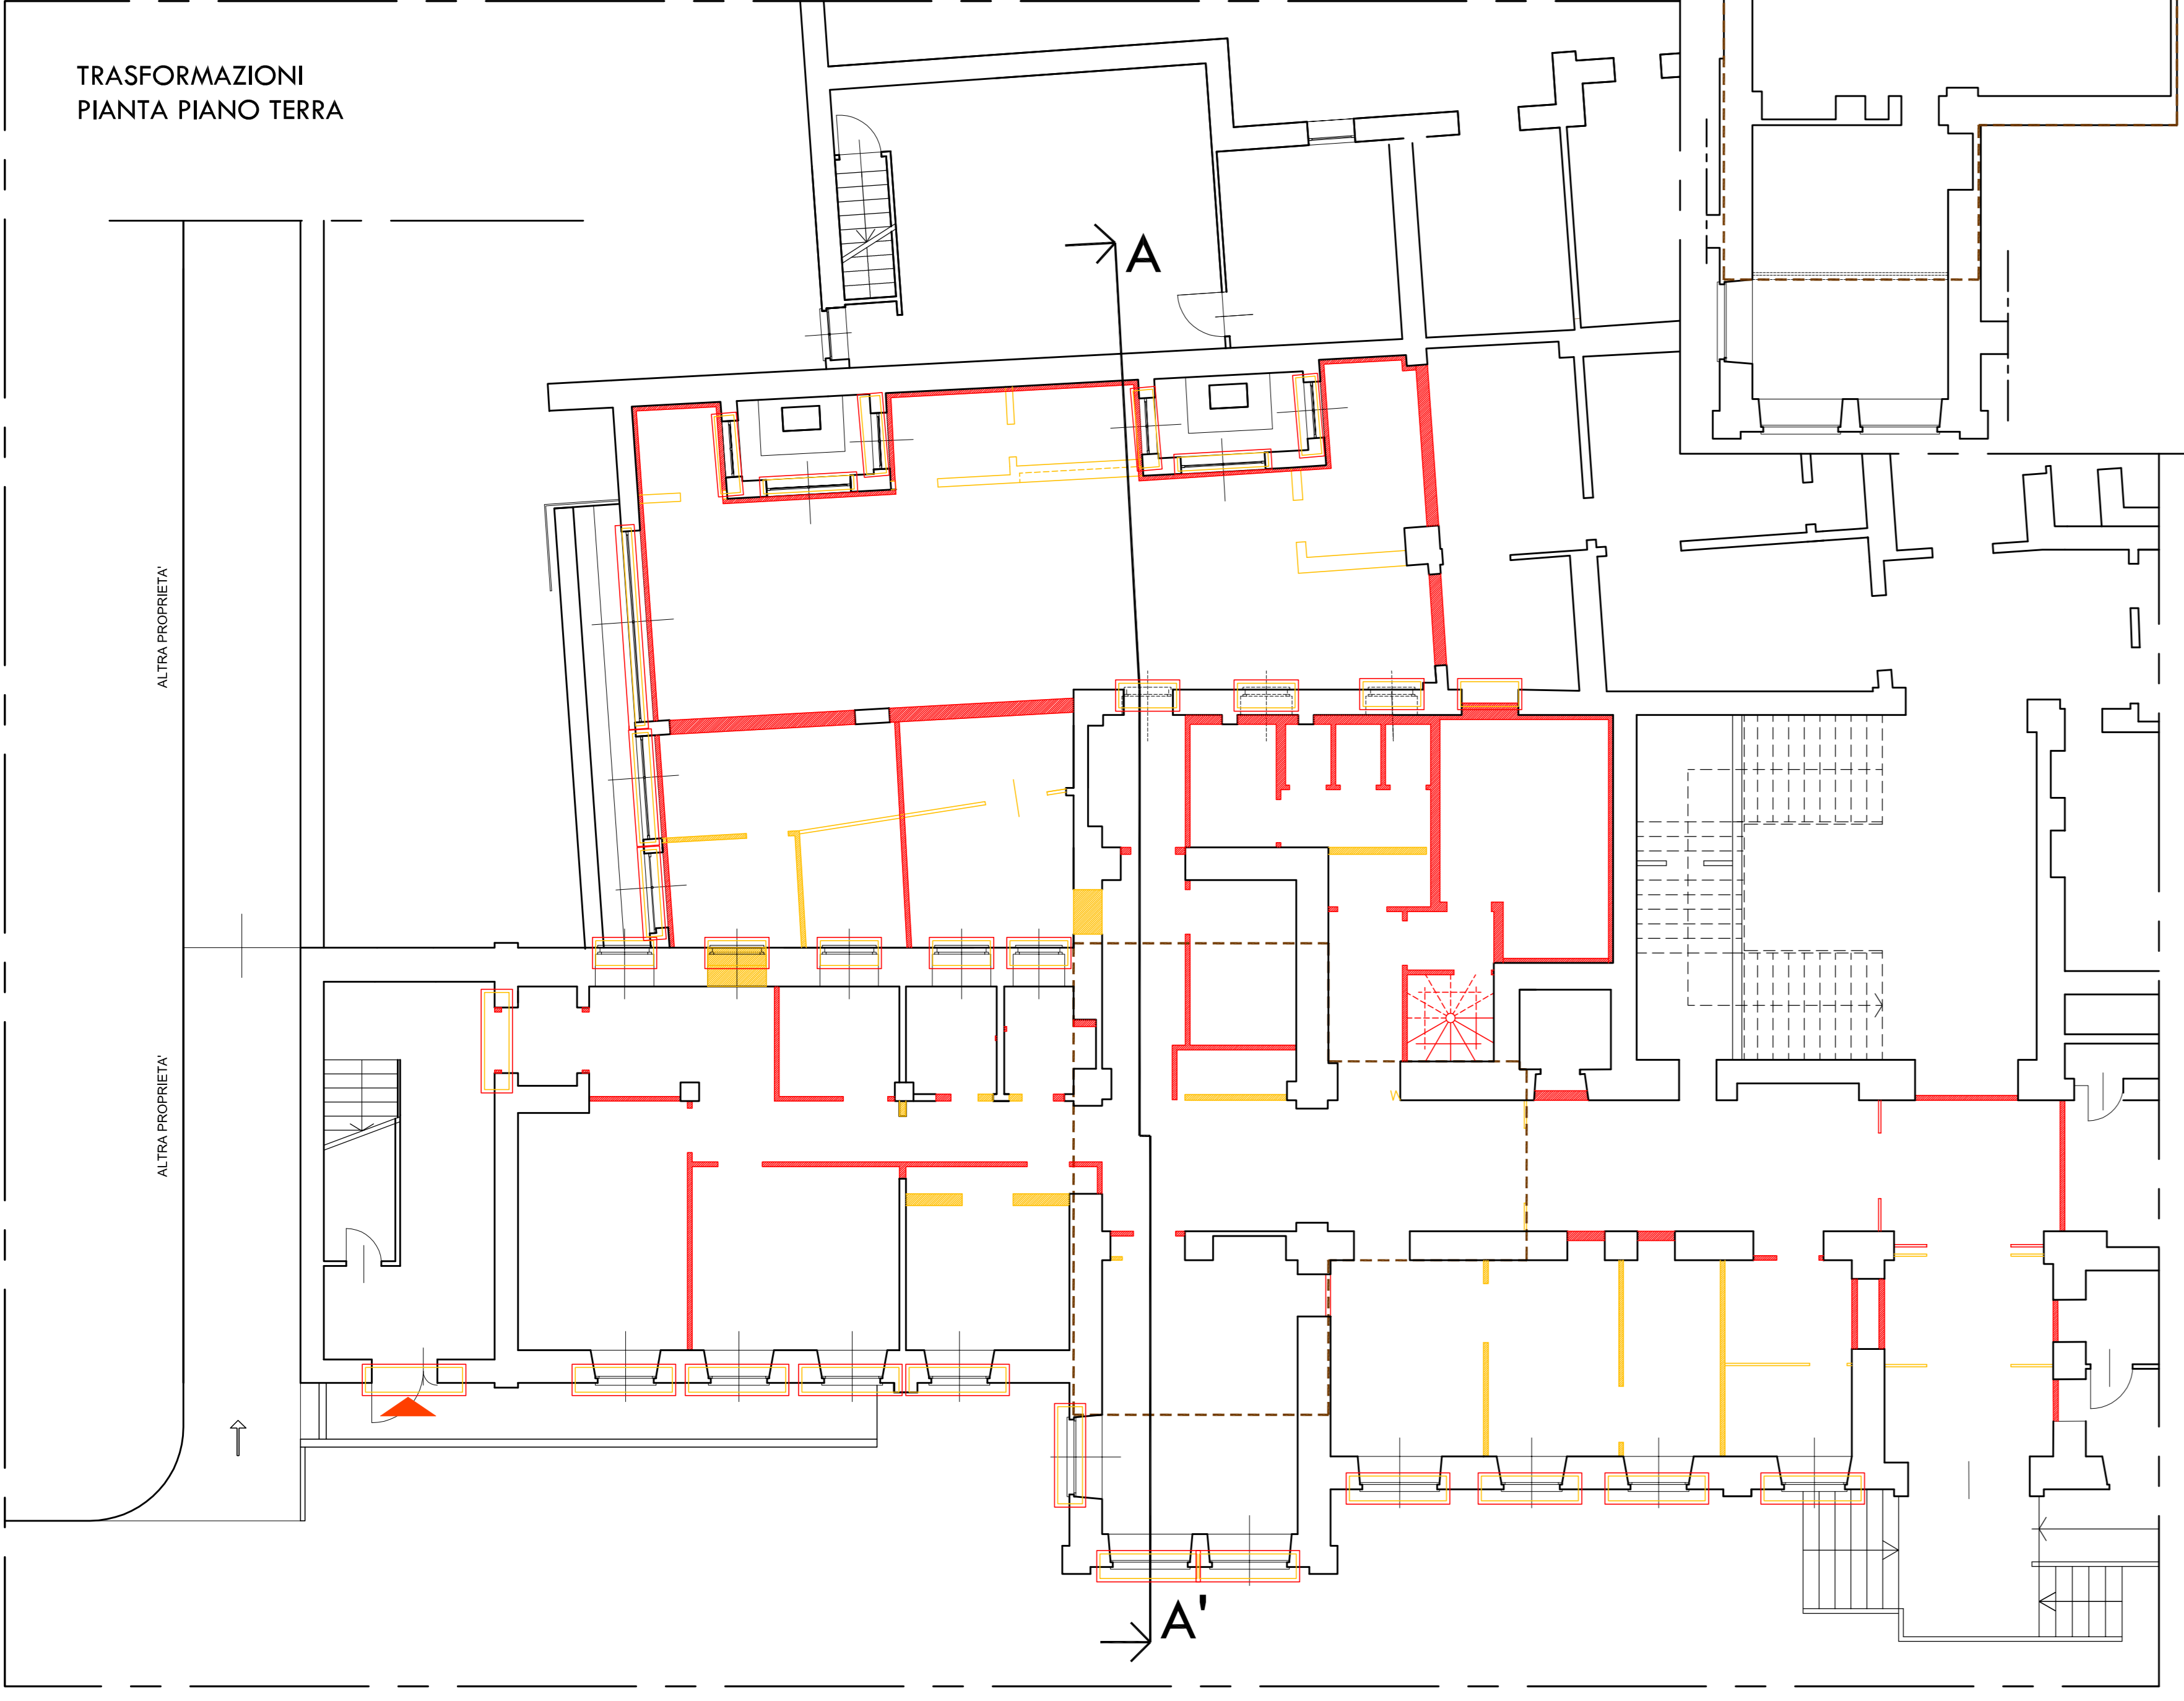 TRASFORMAZIONI
PIANTA PIANO TERRA
A
ALTRA PROPRIETA'
ALTRA PROPRIETA'
A'